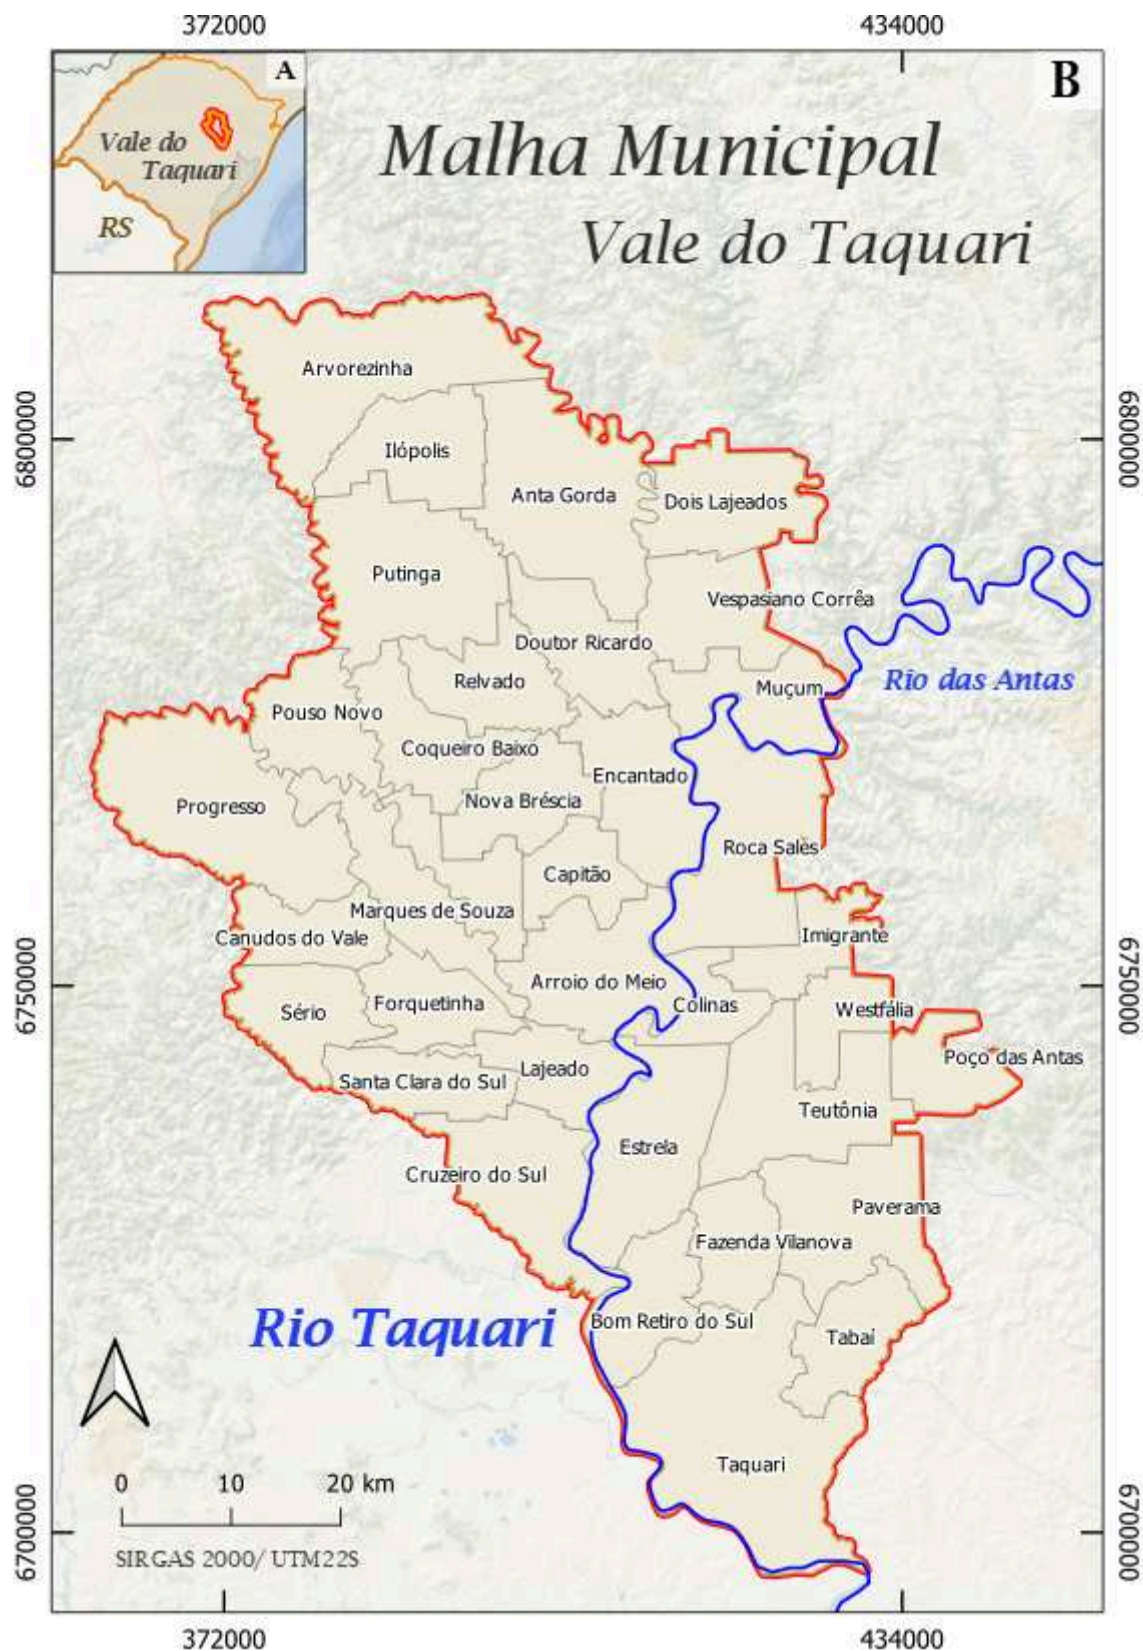 372000
434000
A
B
Vale do
Taquari
RS
Malha Municipal
Vale do Taquari
Arvorezinha
6800000
6800000
Ilópolis
Anta Gorda
Dois Lajeados
Putinga
Vespasiano Corrêa
Doutor Ricardo
Relvado
Muçum
Rio das Antas
Pouso Novo
Coqueiro Baixo
Encantado
Progresso
Nova Bréscia
Roca Sales
Capitão
Marques de Souza
Canudos do Vale
Imigrante
6750000
6750000
Arroio do Meio
Sério
Forquetinha
Colinas
Westfália
Poço das Antas
Lajeado
Santa Clara do Sul
Teutônia
Estrela
Cruzeiro do Sul
Paverama
Fazenda Vilanova
Rio Taquari
Bom Retiro do Sul
Tabaí
Taquari
0 10 20 km
6700000
6700000
SIRGAS 2000/ UTM22S
372000
434000